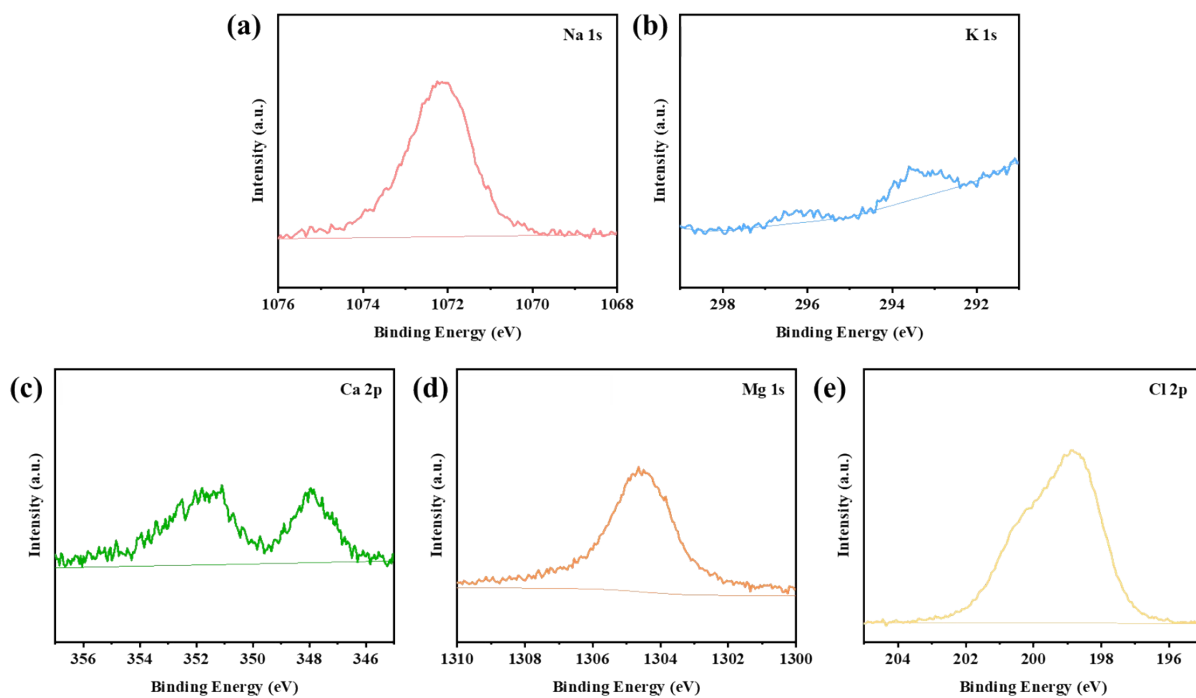 (a)
Na 1s
Intensity (a.u.)
1076 1074 1072 1070 1068
Binding Energy (eV)
(b)
K 1s
Intensity (a.u.)
298 296 294 292
Binding Energy (eV)
(c)
Ca 2p
Intensity (a.u.)
356 354 352 350 348 346
Binding Energy (eV)
(d)
Mg 1s
Intensity (a.u.)
1310 1308 1306 1304 1302 1300
Binding Energy (eV)
(e)
Cl 2p
Intensity (a.u.)
204 202 200 198 196
Binding Energy (eV)